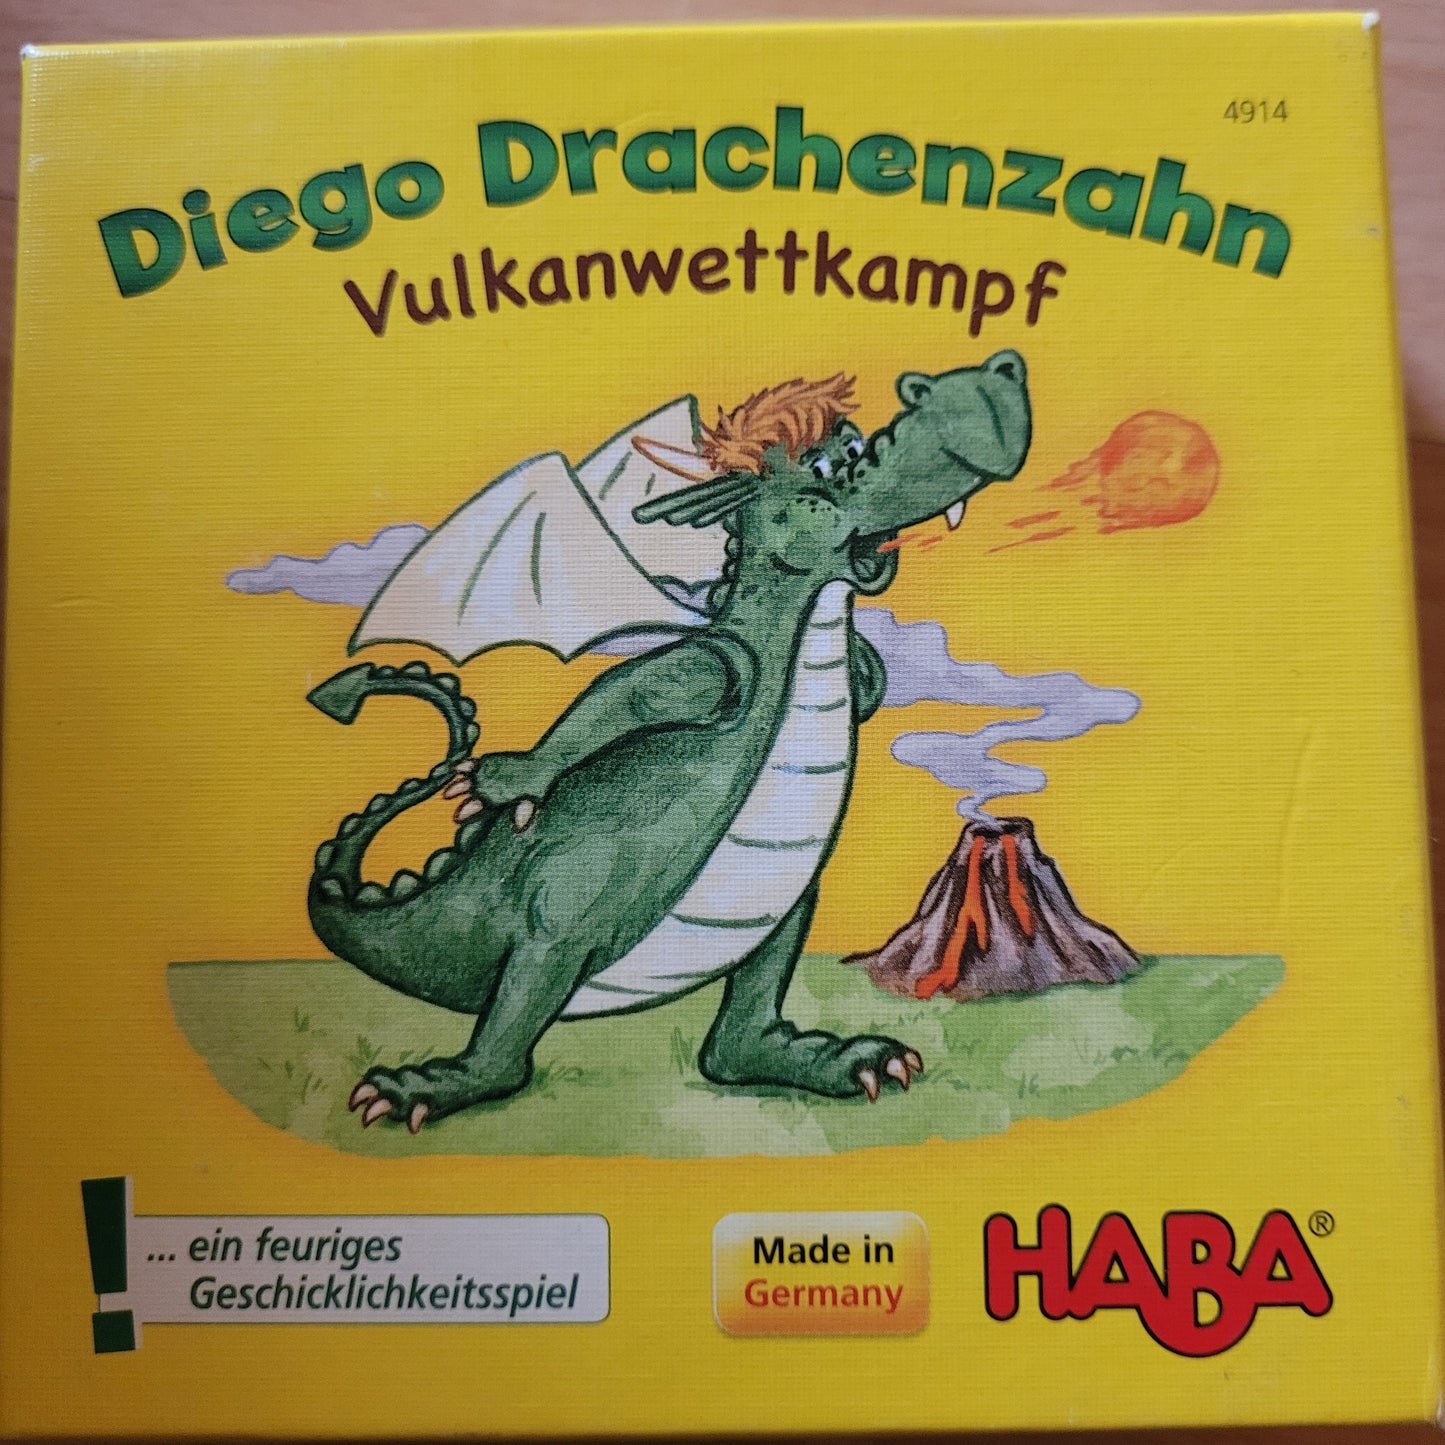 4914
Diego Drachenzahn
Vulkanwettkampf
... ein feuriges
Geschicklichkeitsspiel
Made in
Germany
HABA®